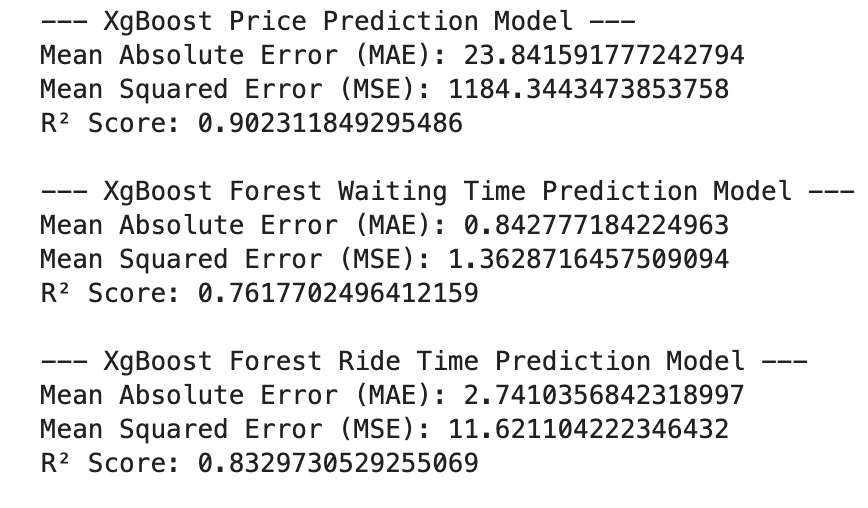 --- XgBoost Price Prediction Model ---
Mean Absolute Error (MAE): 23.841591777242794
Mean Squared Error (MSE): 1184.3443473853758
R² Score: 0.902311849295486
--- XgBoost Forest Waiting Time Prediction Model ---
Mean Absolute Error (MAE): 0.842777184224963
Mean Squared Error (MSE): 1.3628716457509094
R² Score: 0.7617702496412159
--- XgBoost Forest Ride Time Prediction Model ---
Mean Absolute Error (MAE): 2.7410356842318997
Mean Squared Error (MSE): 11.621104222346432
R² Score: 0.8329730529255069